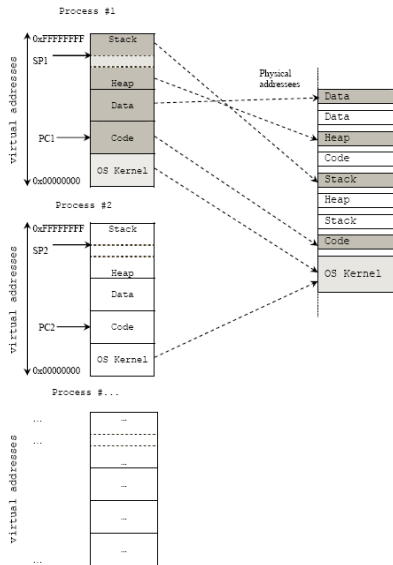 Process #1
virtual addresses
0xFFFFFFFF
SP1
PC1
0x00000000
Stack
Heap
Data
Code
OS Kernel
Physical
addressees
Data
Data
Heap
Code
Stack
Heap
Stack
Code
OS Kernel
Process #2
virtual addresses
0xFFFFFFFF
SP2
PC2
0x00000000
Stack
Heap
Data
Code
OS Kernel
Process #...
virtual addresses
...
...
...
...
...
...
...
...